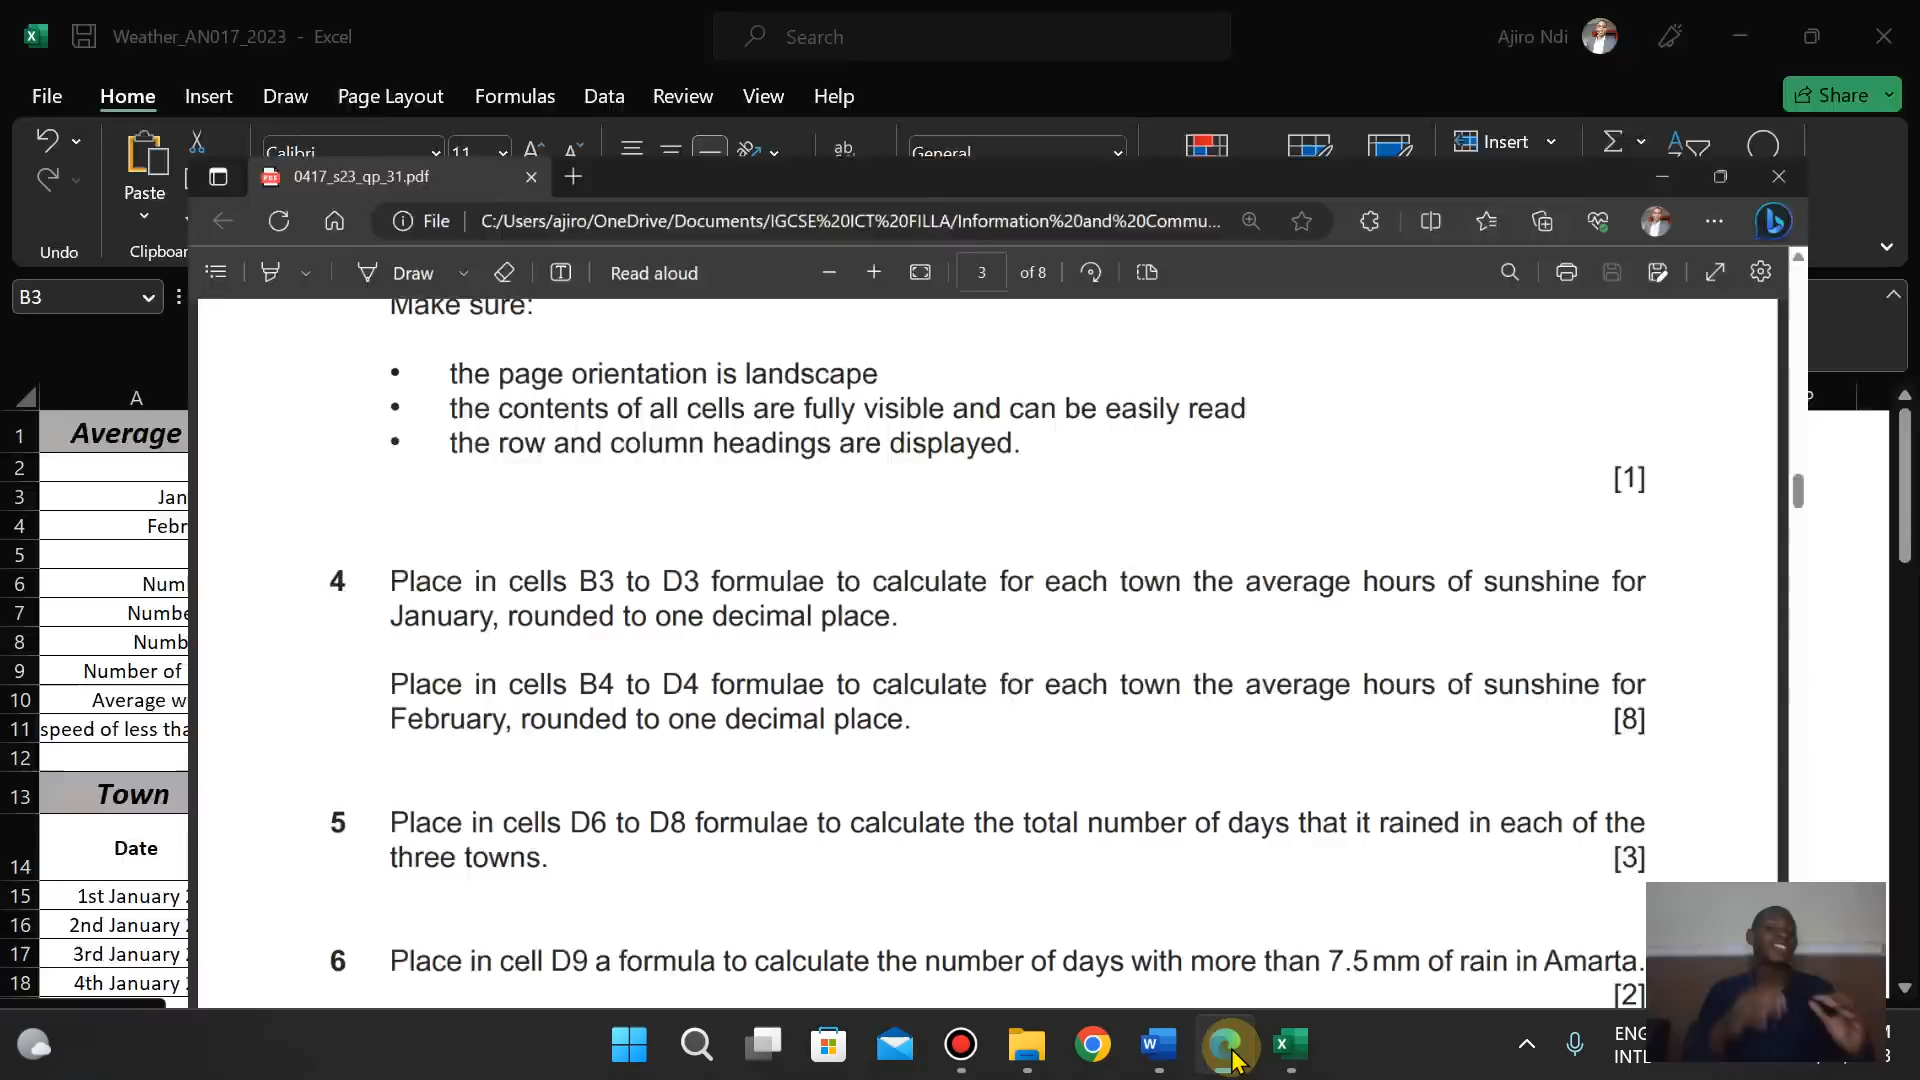 Weather_AN017_2023 - Excel
Search
Ajiro Ndi
File Home Insert Draw Page Layout Formulas Data Review View Help
Share
Calibri 11
General
Insert
Paste
Undo
0417_s23_qp_31.pdf
File C:/Users/ajiro/OneDrive/Documents/IGCSE%20ICT%20FILLA/Information%20and%20Commu...
Draw Read aloud 3 of 8
B3
A
1 Average
2
3 Jan
4 Febr
5
6 Num
7 Numbe
8 Numb
9 Number of
10 Average w
11 speed of less tha
12
13 Town
14 Date
15 1st January
16 2nd January
17 3rd January
18 4th January
Make sure:
• the page orientation is landscape
• the contents of all cells are fully visible and can be easily read
• the row and column headings are displayed.
[1]
4 Place in cells B3 to D3 formulae to calculate for each town the average hours of sunshine for
January, rounded to one decimal place.
Place in cells B4 to D4 formulae to calculate for each town the average hours of sunshine for
February, rounded to one decimal place. [8]
5 Place in cells D6 to D8 formulae to calculate the total number of days that it rained in each of the
three towns. [3]
6 Place in cell D9 a formula to calculate the number of days with more than 7.5 mm of rain in Amarta.
[2]
ENG
INTL